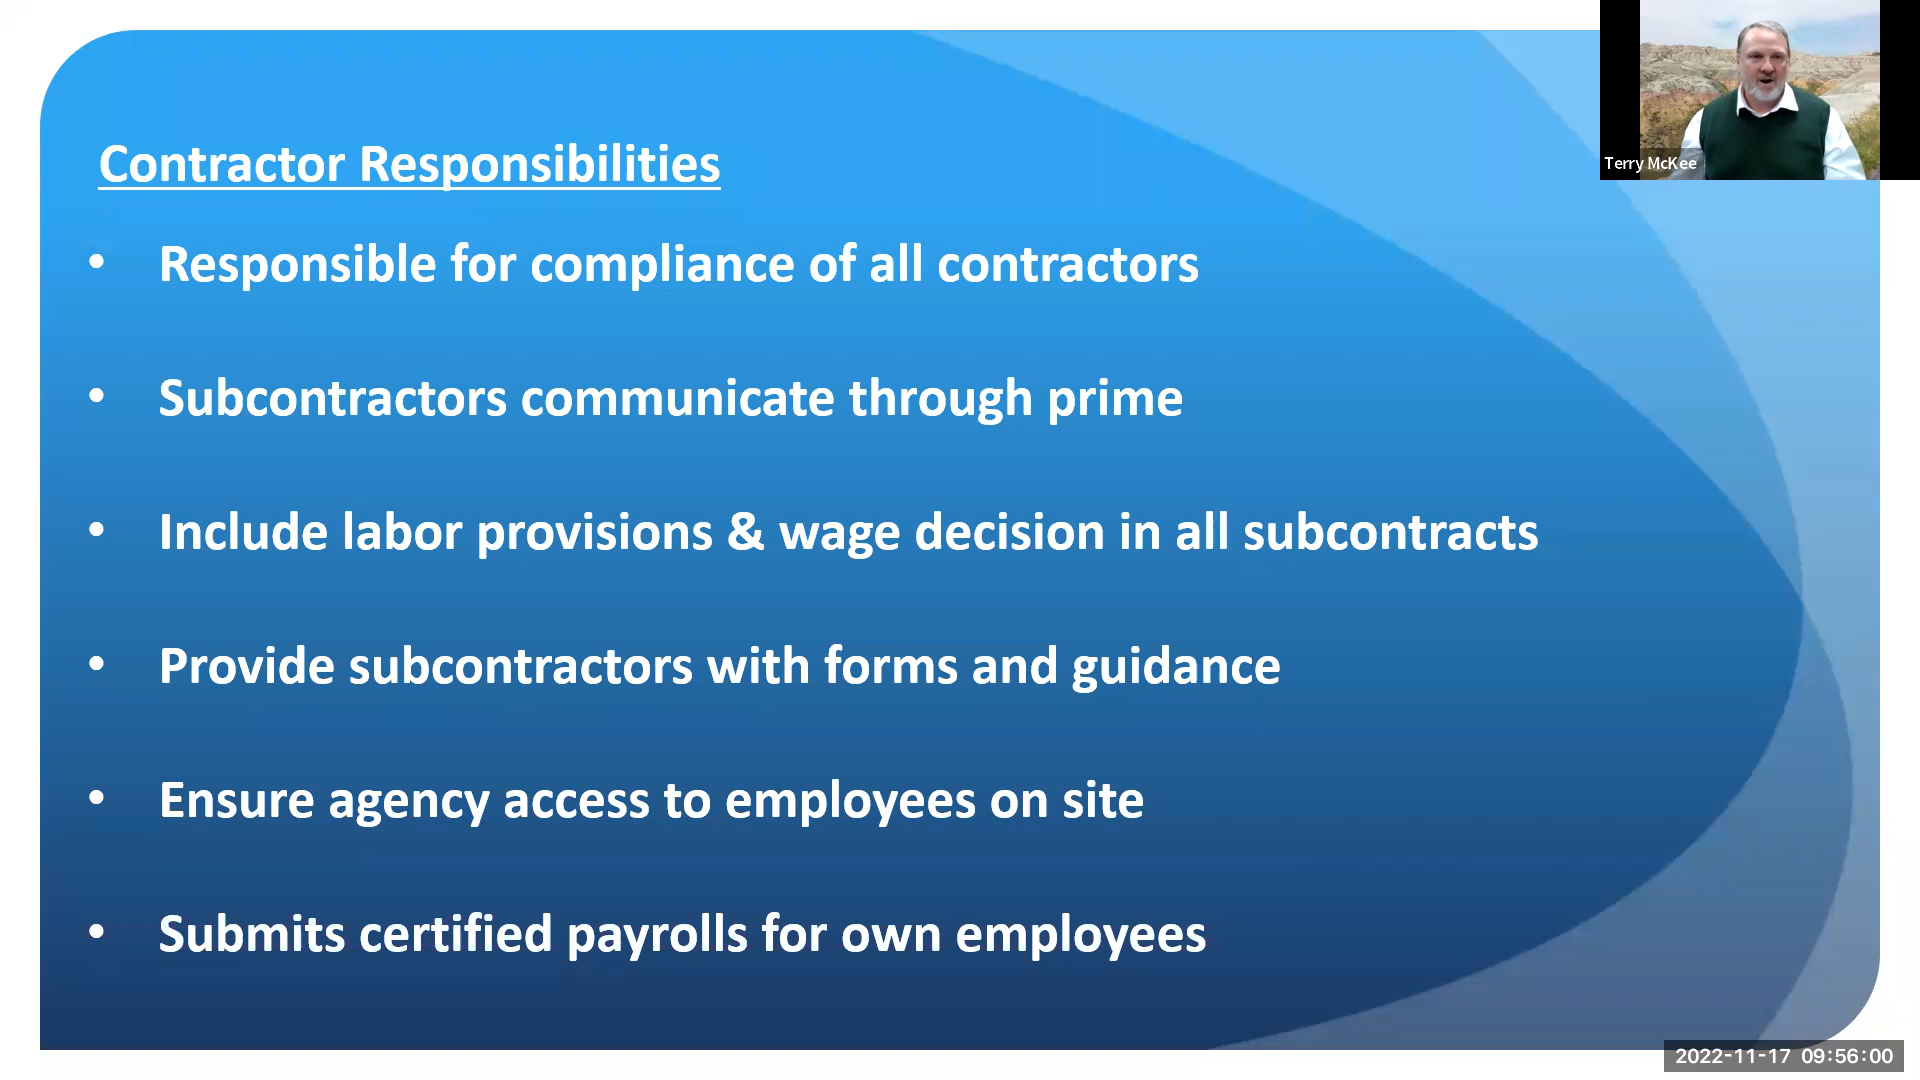 Contractor Responsibilities
• Responsible for compliance of all contractors
• Subcontractors communicate through prime
• Include labor provisions & wage decision in all subcontracts
• Provide subcontractors with forms and guidance
• Ensure agency access to employees on site
• Submits certified payrolls for own employees
Terry McKee
2022-11-17 09:56:00